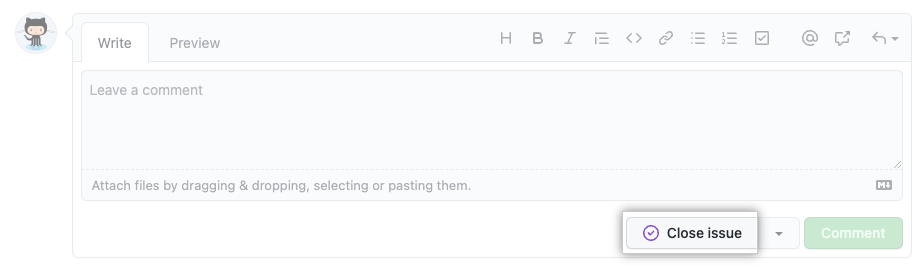 Write Preview H B I
Leave a comment
Attach files by dragging & dropping, selecting or pasting them.
Close issue Comment